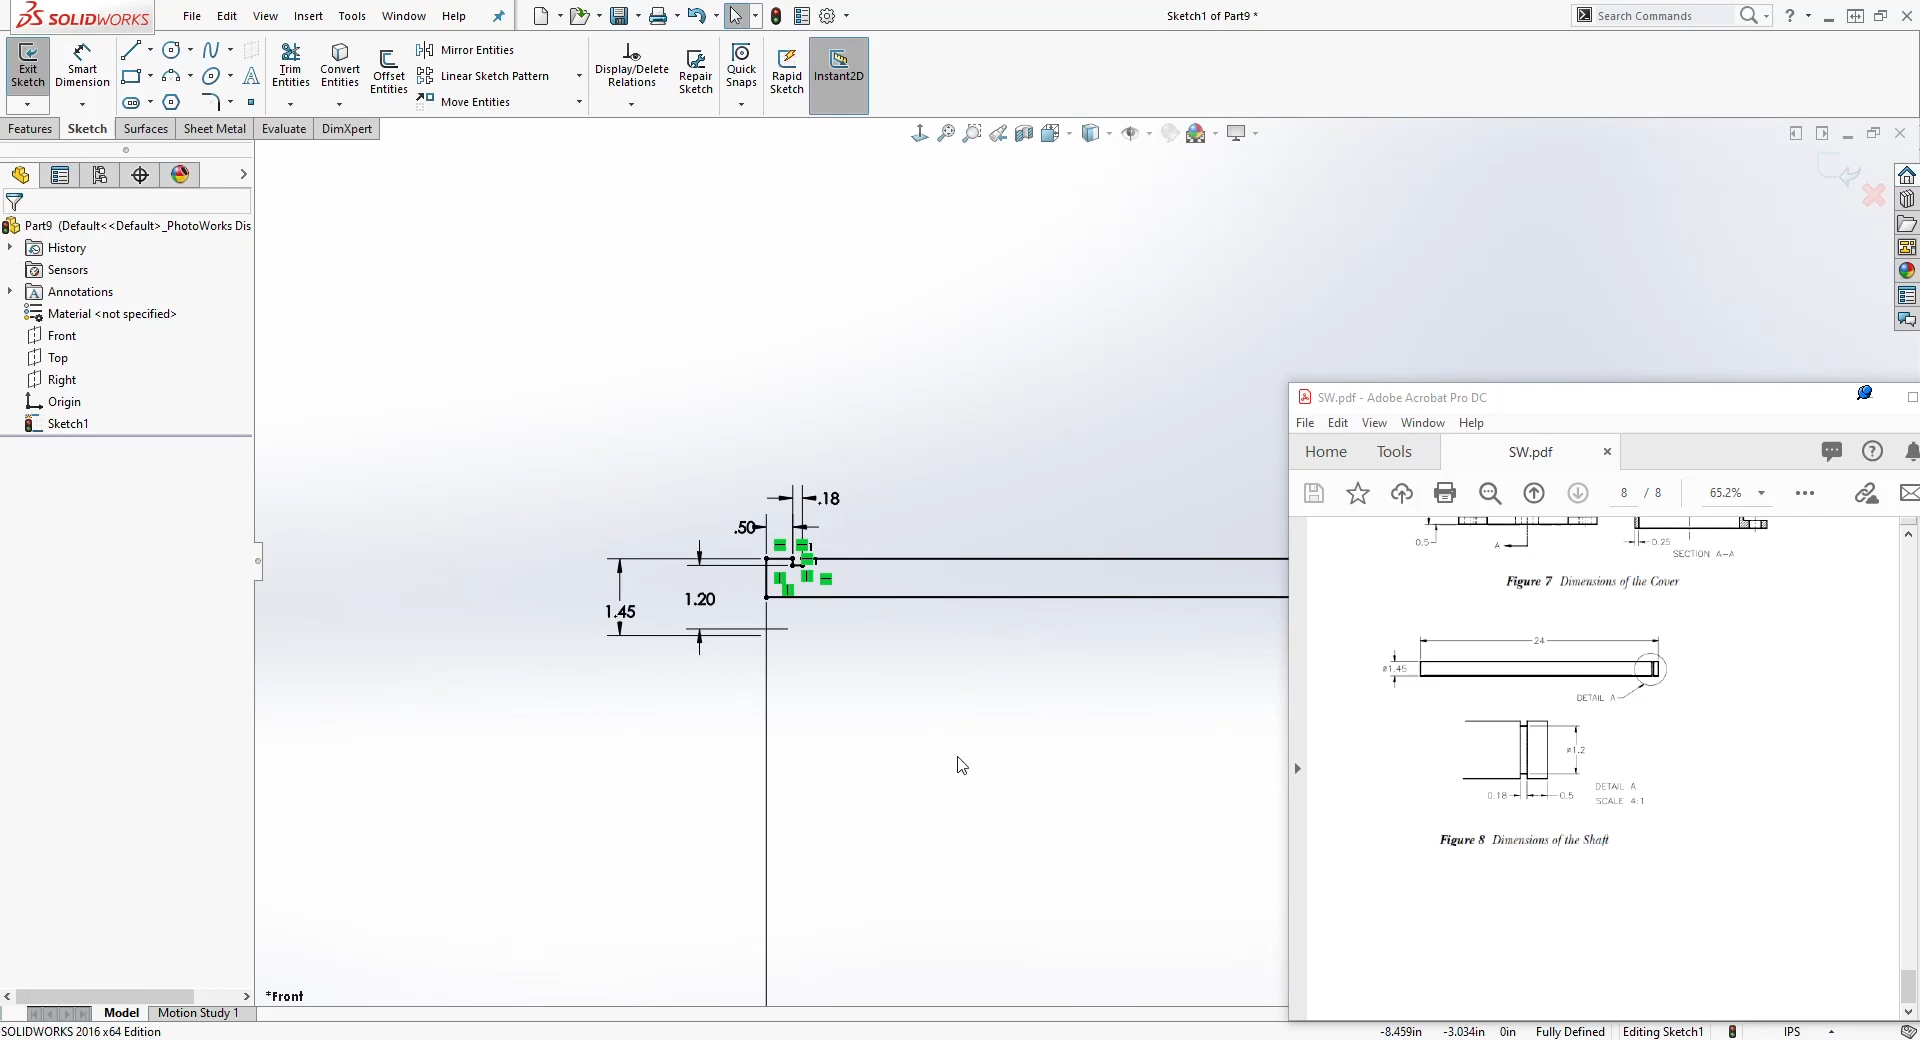 SOLIDWORKS
File Edit View Insert Tools Window Help
Sketch1 of Part9 *
Search Commands
Exit Sketch
Smart Dimension
Trim Entities
Convert Entities
Offset Entities
Mirror Entities
Linear Sketch Pattern
Move Entities
Display/Delete Relations
Repair Sketch
Quick Snaps
Rapid Sketch
Instant2D
Features Sketch Surfaces Sheet Metal Evaluate DimXpert
Part9 (Default<<Default>_PhotoWorks Dis
History
Sensors
Annotations
Material <not specified>
Front
Top
Right
Origin
Sketch1
.18
.50
1
1
1.20
1.45
*Front
SW.pdf - Adobe Acrobat Pro DC
File Edit View Window Help
Home Tools SW.pdf
8 / 8 65.2%
0.5
A
0.25
SECTION A-A
Figure 7 Dimensions of the Cover
24
ø1.45
DETAIL A
ø1.2
0.18 0.5
DETAIL A
SCALE 4:1
Figure 8 Dimensions of the Shaft
Model Motion Study 1
SOLIDWORKS 2016 x64 Edition
-8.459in -3.034in 0in Fully Defined Editing Sketch1 IPS